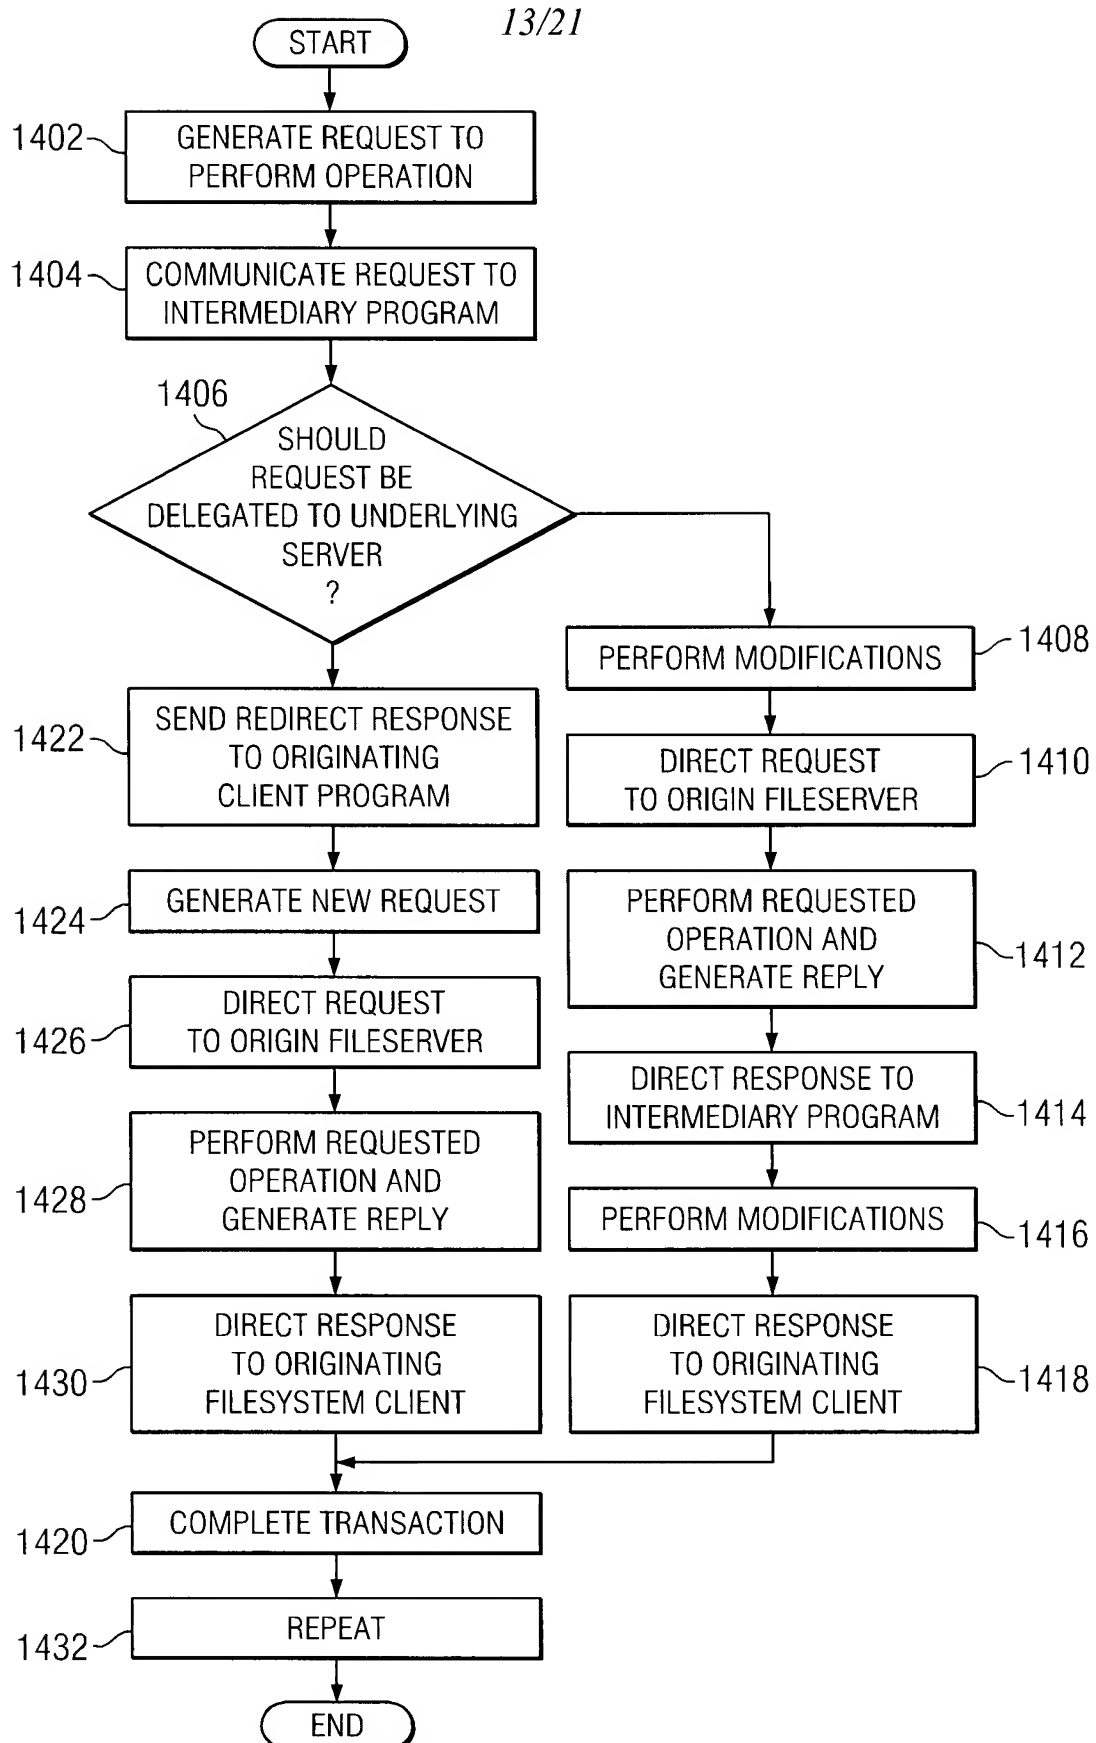 13/21
START
1402
GENERATE REQUEST TO
PERFORM OPERATION
1404
COMMUNICATE REQUEST TO
INTERMEDIARY PROGRAM
1406
SHOULD
REQUEST BE
DELEGATED TO UNDERLYING
SERVER
?
1408
PERFORM MODIFICATIONS
1422
SEND REDIRECT RESPONSE
TO ORIGINATING
CLIENT PROGRAM
1410
DIRECT REQUEST
TO ORIGIN FILESERVER
1424
GENERATE NEW REQUEST
1412
PERFORM REQUESTED
OPERATION AND
GENERATE REPLY
1426
DIRECT REQUEST
TO ORIGIN FILESERVER
1414
DIRECT RESPONSE TO
INTERMEDIARY PROGRAM
1428
PERFORM REQUESTED
OPERATION AND
GENERATE REPLY
1416
PERFORM MODIFICATIONS
1430
DIRECT RESPONSE
TO ORIGINATING
FILESYSTEM CLIENT
1418
DIRECT RESPONSE
TO ORIGINATING
FILESYSTEM CLIENT
1420
COMPLETE TRANSACTION
1432
REPEAT
END